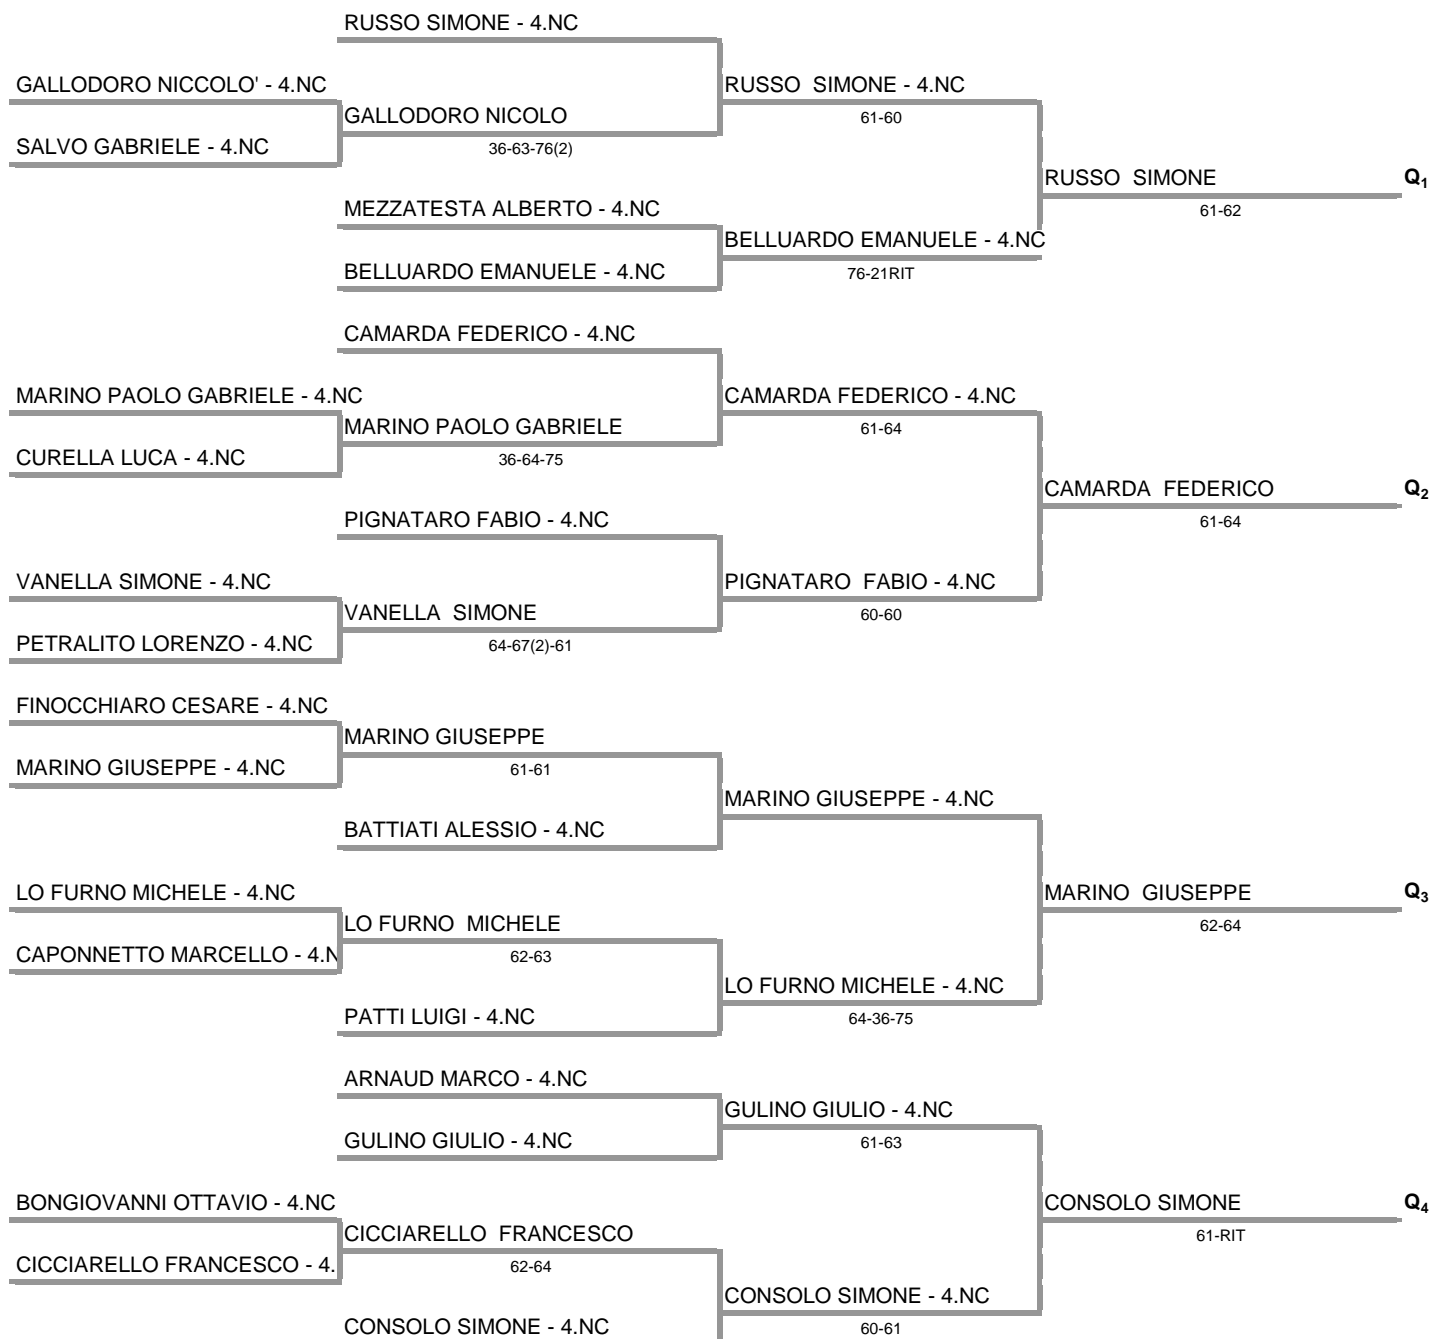 RUSSO SIMONE - 4.NC
GALLODORO NICCOLO' - 4.NC
RUSSO  SIMONE - 4.NC
GALLODORO NICOLO
61-60
SALVO GABRIELE - 4.NC
36-63-76(2)
RUSSO  SIMONE
Q1
MEZZATESTA ALBERTO - 4.NC
61-62
BELLUARDO EMANUELE - 4.NC
BELLUARDO EMANUELE - 4.NC
76-21RIT
CAMARDA FEDERICO - 4.NC
MARINO PAOLO GABRIELE - 4.NC
CAMARDA FEDERICO - 4.NC
MARINO PAOLO GABRIELE
61-64
CURELLA LUCA - 4.NC
36-64-75
CAMARDA  FEDERICO
Q2
PIGNATARO FABIO - 4.NC
61-64
VANELLA SIMONE - 4.NC
PIGNATARO  FABIO - 4.NC
VANELLA  SIMONE
60-60
PETRALITO LORENZO - 4.NC
64-67(2)-61
FINOCCHIARO CESARE - 4.NC
MARINO GIUSEPPE
MARINO GIUSEPPE - 4.NC
61-61
MARINO GIUSEPPE - 4.NC
BATTIATI ALESSIO - 4.NC
LO FURNO MICHELE - 4.NC
MARINO  GIUSEPPE
Q3
LO FURNO  MICHELE
62-64
CAPONNETTO MARCELLO - 4.N
62-63
LO FURNO MICHELE - 4.NC
PATTI LUIGI - 4.NC
64-36-75
ARNAUD MARCO - 4.NC
GULINO GIULIO - 4.NC
GULINO GIULIO - 4.NC
61-63
BONGIOVANNI OTTAVIO - 4.NC
CONSOLO SIMONE
Q4
CICCIARELLO  FRANCESCO
61-RIT
CICCIARELLO FRANCESCO - 4.
62-64
CONSOLO SIMONE - 4.NC
CONSOLO SIMONE - 4.NC
60-61